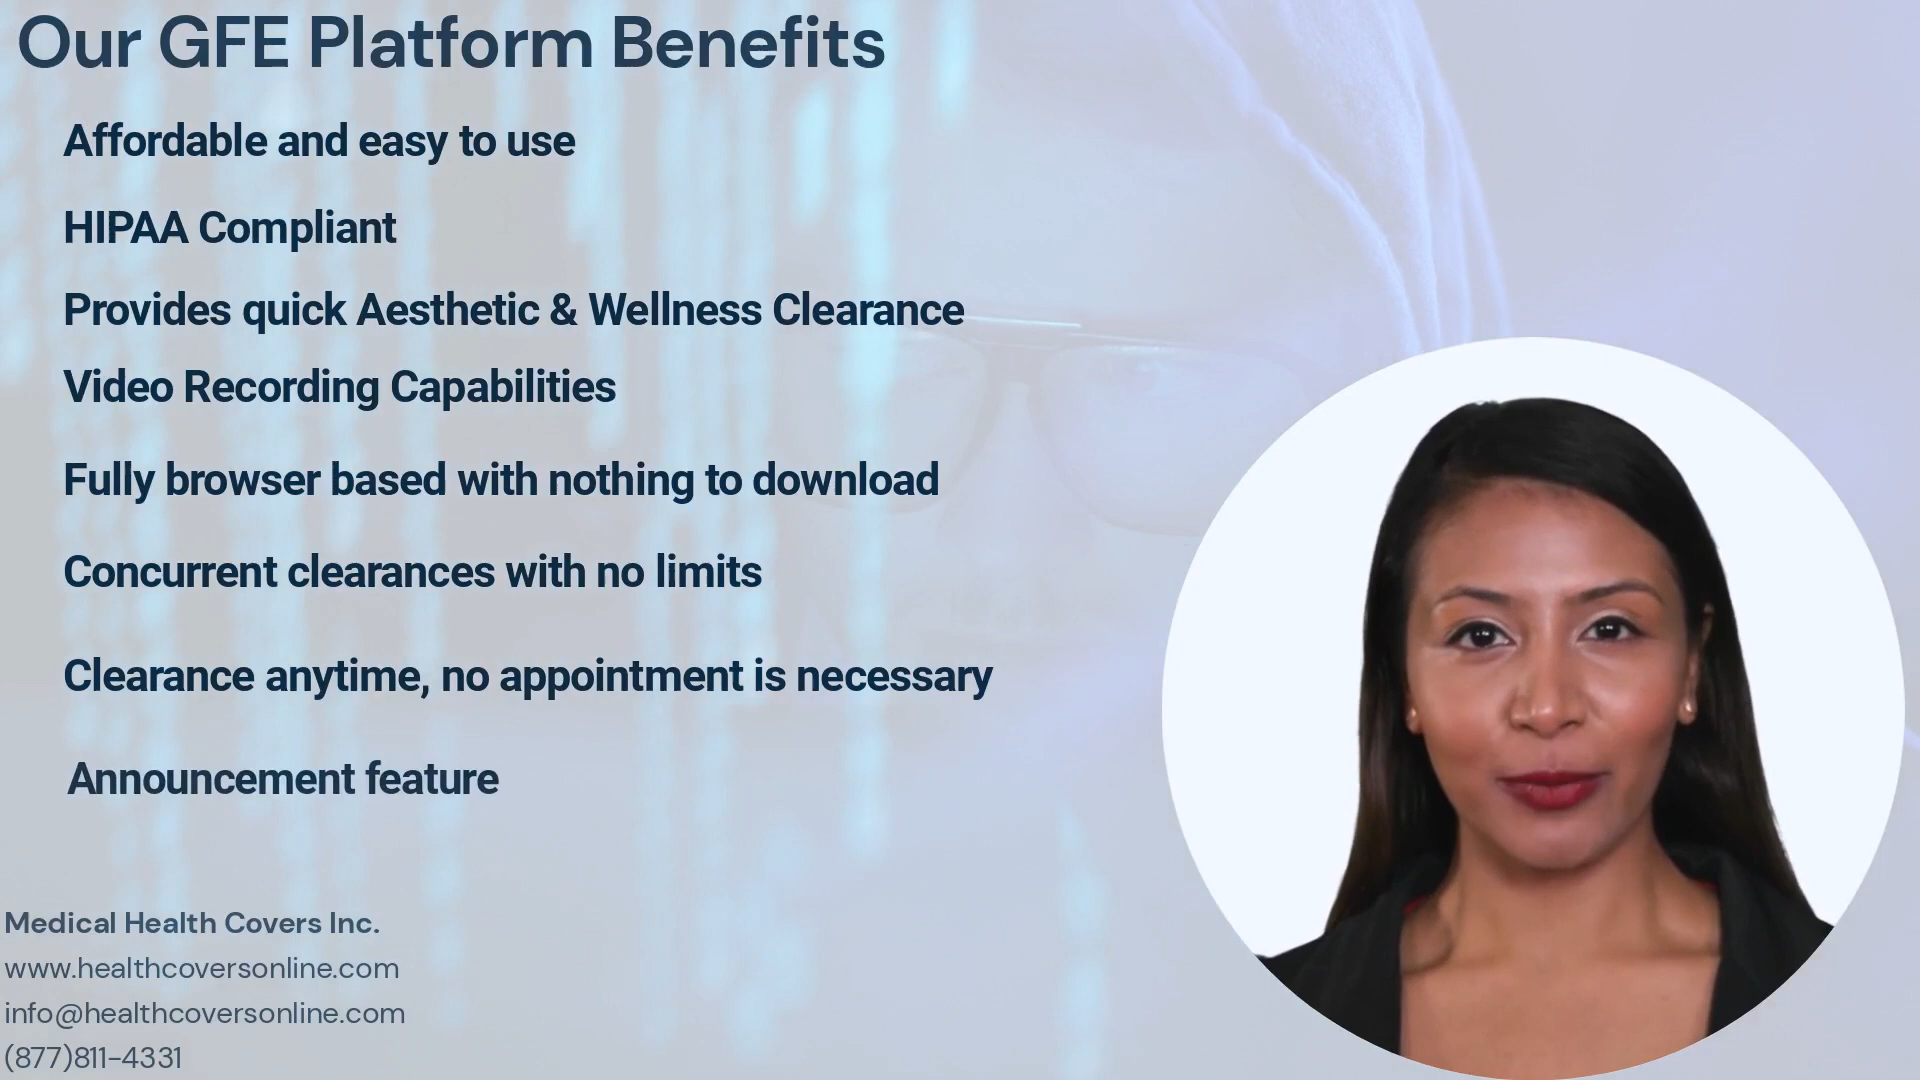 Our GFE Platform Benefits
Affordable and easy to use
HIPAA Compliant
Provides quick Aesthetic & Wellness Clearance
Video Recording Capabilities
Fully browser based with nothing to download
Concurrent clearances with no limits
Clearance anytime, no appointment is necessary
Announcement feature
Medical Health Covers Inc.
www.healthcoversonline.com
info@healthcoversonline.com
(877)811-4331